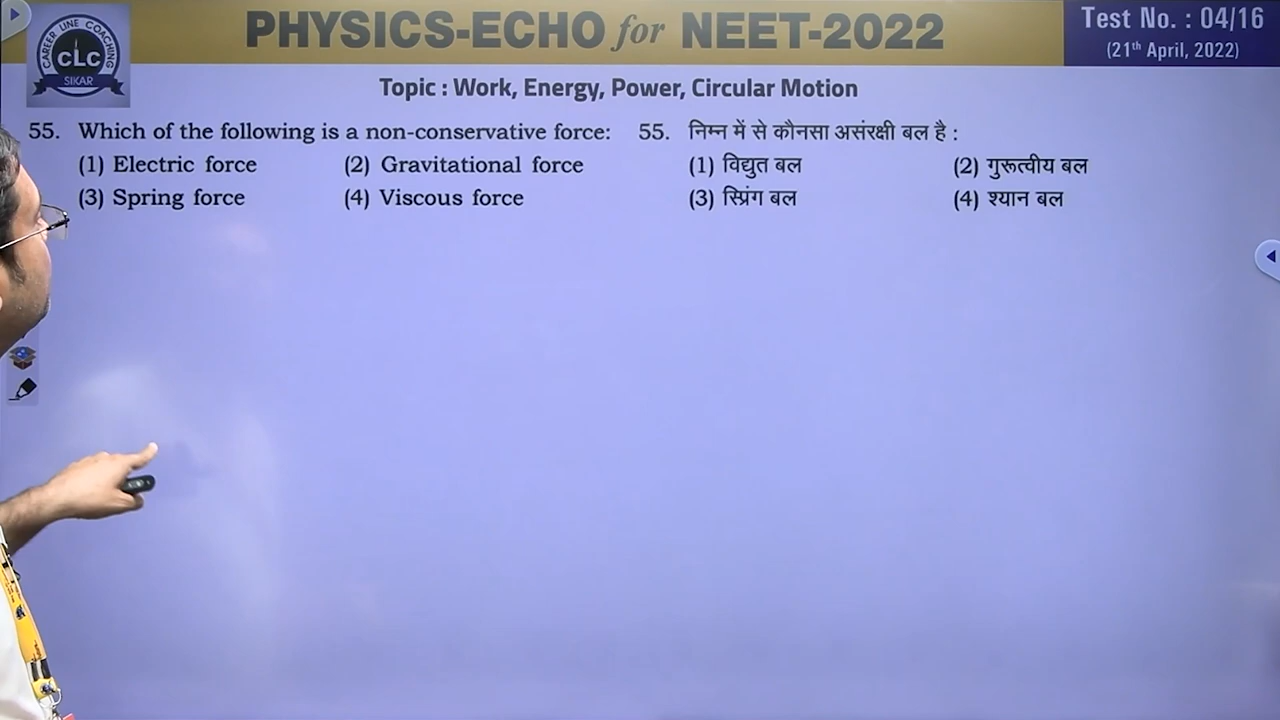 PHYSICS-ECHO for NEET-2022
Test No. : 04/16
(21th April, 2022)
CAREER LINE COACHING
CLC
SIKAR
Topic : Work, Energy, Power, Circular Motion
55. Which of the following is a non-conservative force:
(1) Electric force (2) Gravitational force
(3) Spring force (4) Viscous force
55. निम्न में से कौनसा असंरक्षी बल है :
(1) विद्युत बल (2) गुरूत्वीय बल
(3) स्प्रिंग बल (4) श्यान बल